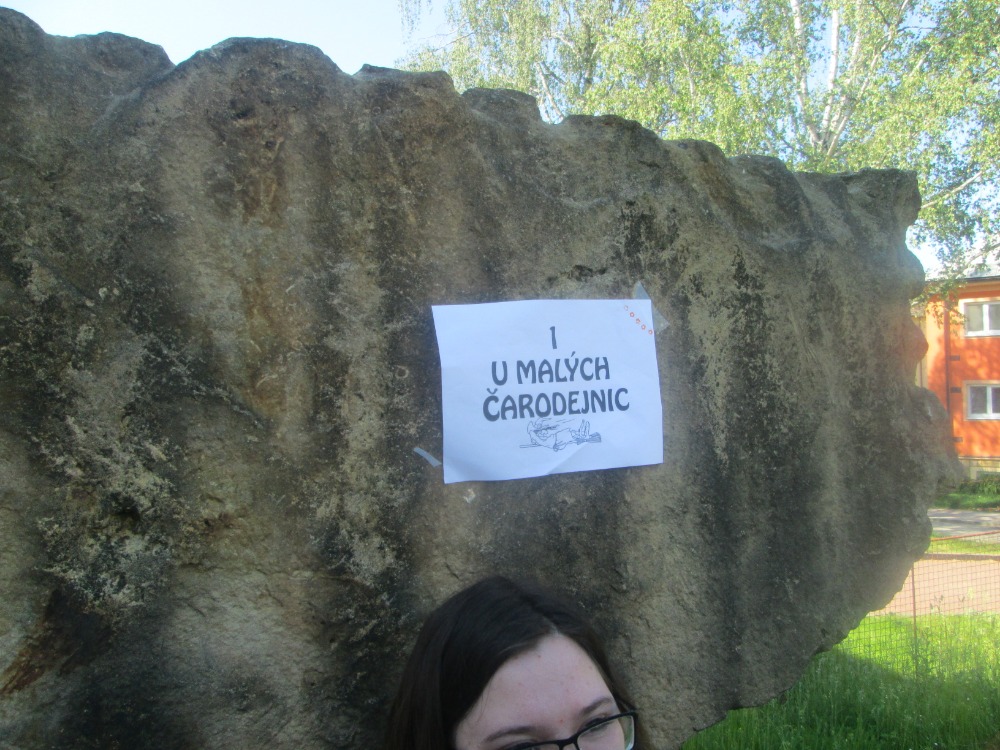 1
U MALÝCH
ČARODEJNIC